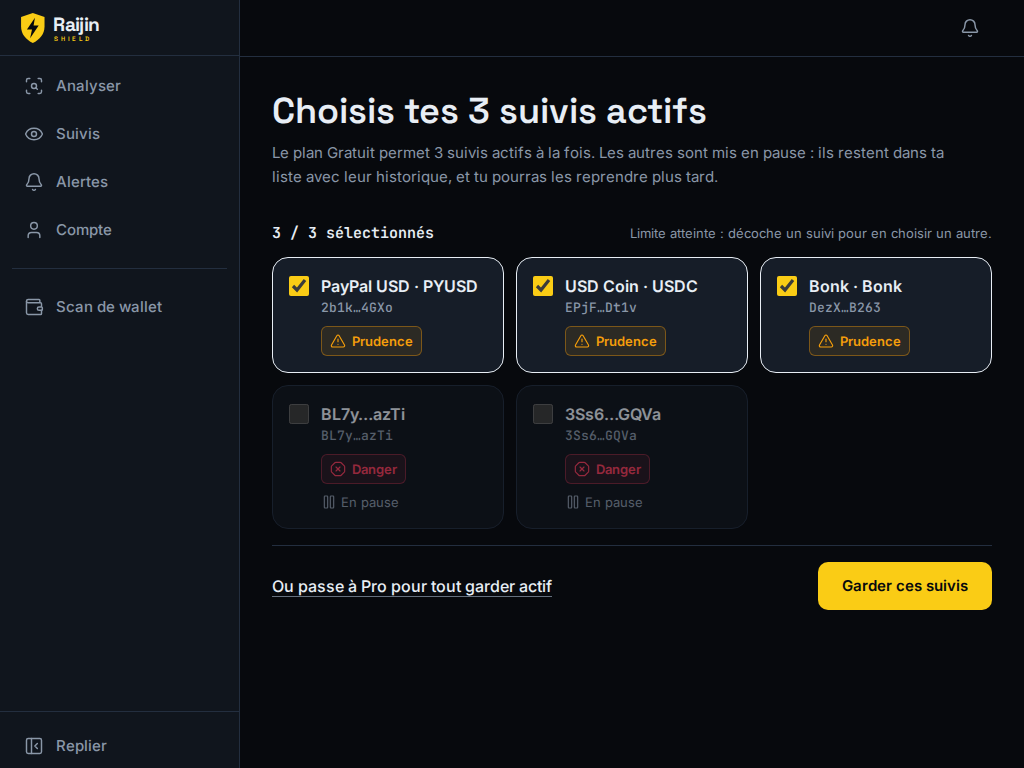 Raijin
SHIELD
Analyser
Suivis
Alertes
Compte
Scan de wallet
Replier
Choisis tes 3 suivis actifs
Le plan Gratuit permet 3 suivis actifs à la fois. Les autres sont mis en pause : ils restent dans ta
liste avec leur historique, et tu pourras les reprendre plus tard.
3 / 3 sélectionnés
Limite atteinte : décoche un suivi pour en choisir un autre.
PayPal USD · PYUSD
2b1k…4GXo
Prudence
USD Coin · USDC
EPjF…Dt1v
Prudence
Bonk · Bonk
DezX…B263
Prudence
BL7y…azTi
BL7y…azTi
Danger
En pause
3Ss6…GQVa
3Ss6…GQVa
Danger
En pause
Ou passe à Pro pour tout garder actif
Garder ces suivis